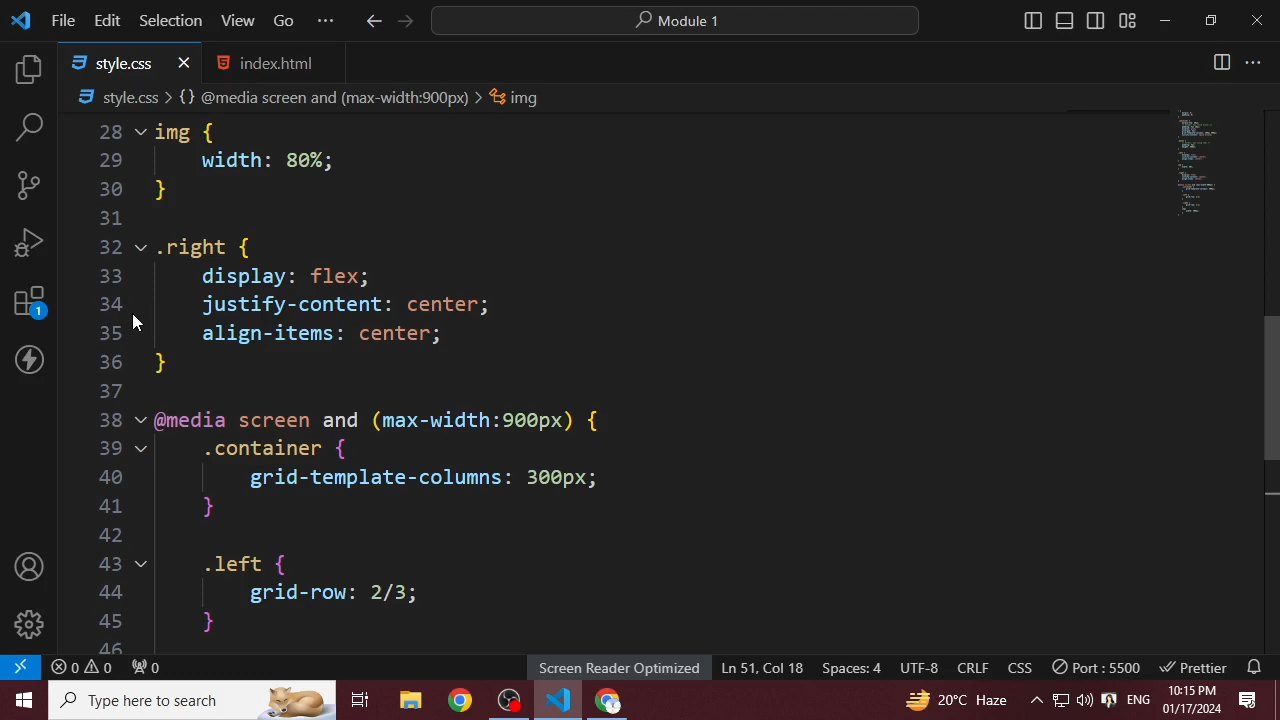 File Edit Selection View Go ··· Module 1
style.css index.html
style.css > {} @media screen and (max-width:900px) > img
28 img {
29 width: 80%;
30 }
31
32 .right {
33 display: flex;
34 justify-content: center;
35 align-items: center;
36 }
37
38 @media screen and (max-width:900px) {
39 .container {
40 grid-template-columns: 300px;
41 }
42
43 .left {
44 grid-row: 2/3;
45 }
46
1
0 0 0 Screen Reader Optimized Ln 51, Col 18 Spaces: 4 UTF-8 CRLF CSS Port : 5500 Prettier
Type here to search 20°C Haze ENG 10:15 PM
01/17/2024